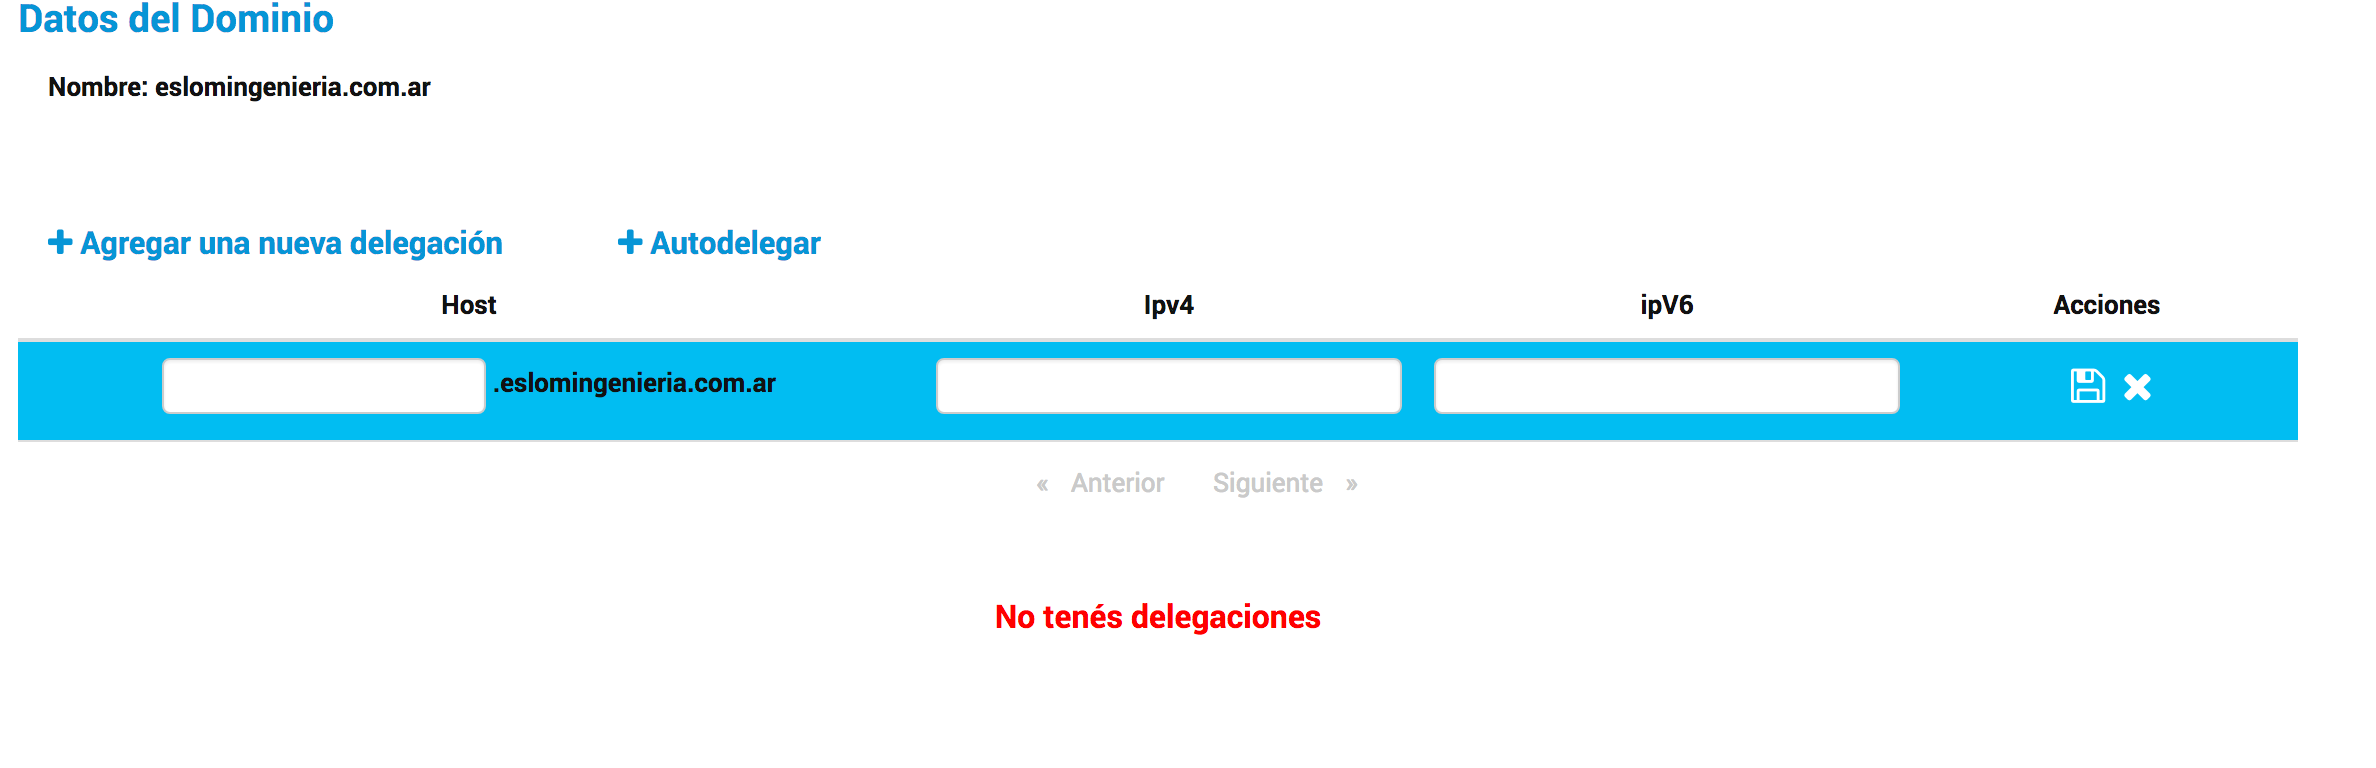 Datos del Dominio
Nombre: eslomingenieria.com.ar
Agregar una nueva delegación Autodelegar
Host Ipv4 ipV6 Acciones
.eslomingenieria.com.ar
« Anterior Siguiente »
No tenés delegaciones